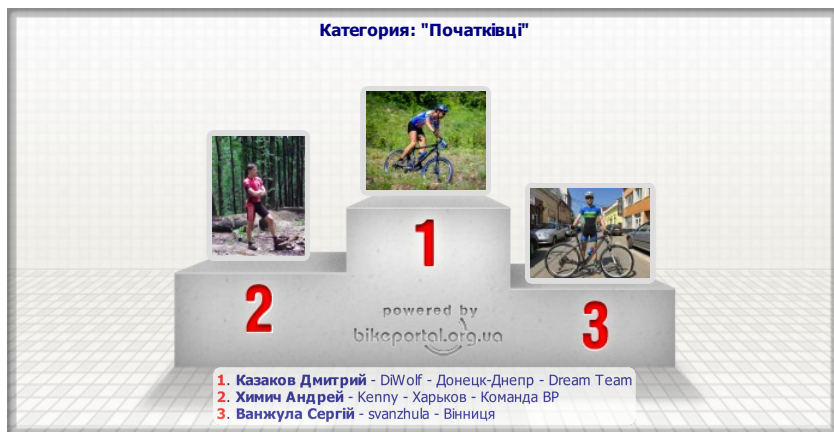 Категория: "Початківці"
1
2
3
powered by
bikeportal.org.ua
1. Казаков Дмитрий - DiWolf - Донецк-Днепр - Dream Team
2. Химич Андрей - Kenny - Харьков - Команда ВР
3. Ванжула Сергій - svanzhula - Вінниця